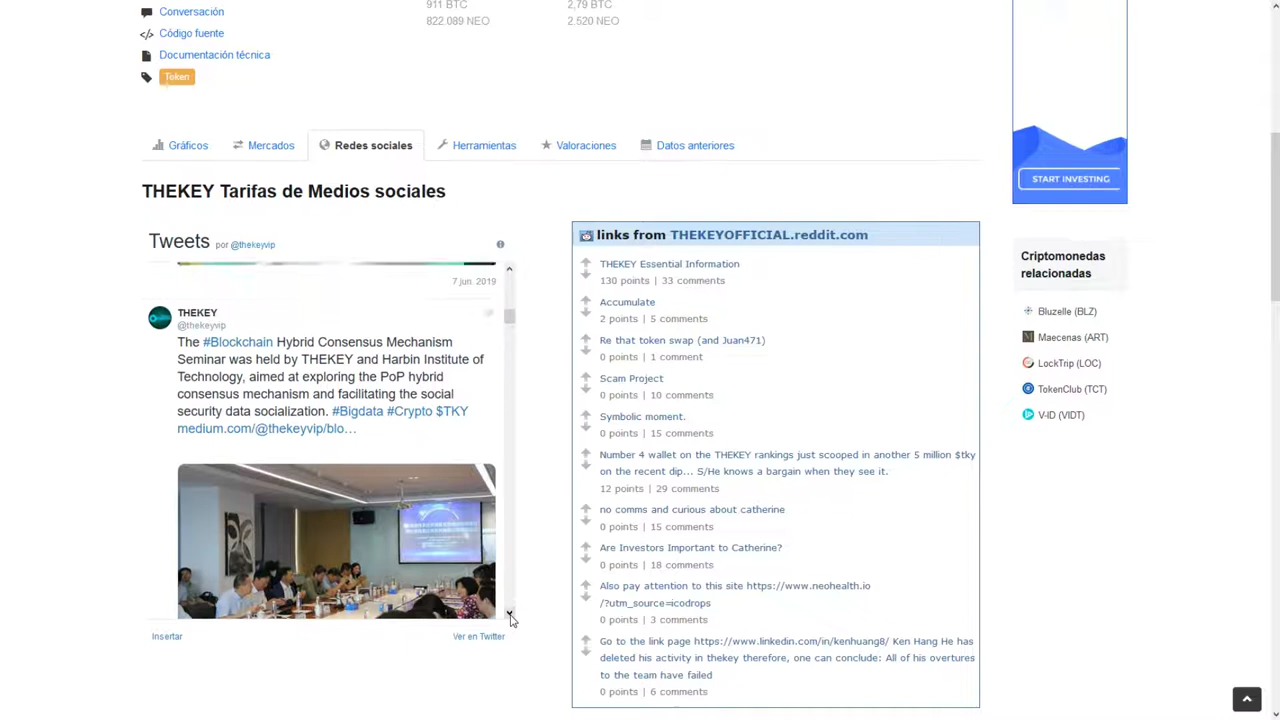 Conversación
911 BTC
2,79 BTC
822.089 NEO
2.520 NEO
Código fuente
Documentación técnica
Token
Gráficos
Mercados
Redes sociales
Herramientas
Valoraciones
Datos anteriores
START INVESTING
THEKEY Tarifas de Medios sociales
Tweets por @thekeyvip
7 jun. 2019
THEKEY
@thekeyvip
The #Blockchain Hybrid Consensus Mechanism
Seminar was held by THEKEY and Harbin Institute of
Technology, aimed at exploring the PoP hybrid
consensus mechanism and facilitating the social
security data socialization. #Bigdata #Crypto $TKY
medium.com/@thekeyvip/blo…
Insertar
Ver en Twitter
links from THEKEYOFFICIAL.reddit.com
THEKEY Essential Information
130 points | 33 comments
Accumulate
2 points | 5 comments
Re that token swap (and Juan471)
0 points | 1 comment
Scam Project
0 points | 10 comments
Symbolic moment.
0 points | 15 comments
Number 4 wallet on the THEKEY rankings just scooped in another 5 million $tky
on the recent dip... S/He knows a bargain when they see it.
12 points | 29 comments
no comms and curious about catherine
0 points | 15 comments
Are Investors Important to Catherine?
0 points | 18 comments
Also pay attention to this site https://www.neohealth.io
/?utm_source=icodrops
0 points | 3 comments
Go to the link page https://www.linkedin.com/in/kenhuang8/ Ken Hang He has
deleted his activity in thekey therefore, one can conclude: All of his overtures
to the team have failed
0 points | 6 comments
Criptomonedas
relacionadas
Bluzelle (BLZ)
Maecenas (ART)
LockTrip (LOC)
TokenClub (TCT)
V-ID (VIDT)